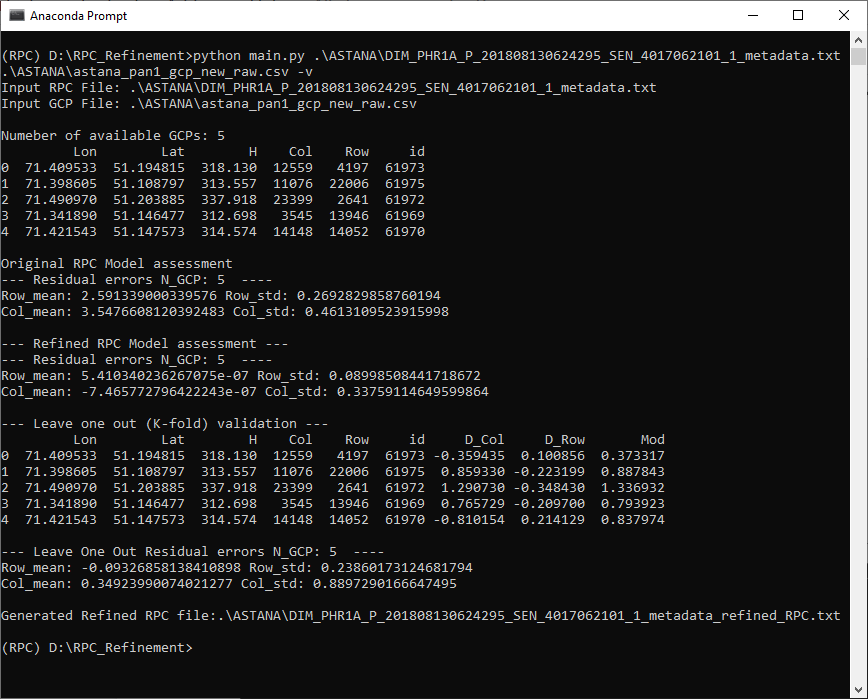 Anaconda Prompt
(RPC) D:\RPC_Refinement>python main.py .\ASTANA\DIM_PHR1A_P_201808130624295_SEN_4017062101_1_metadata.txt
.\ASTANA\astana_pan1_gcp_new_raw.csv -v
Input RPC File: .\ASTANA\DIM_PHR1A_P_201808130624295_SEN_4017062101_1_metadata.txt
Input GCP File: .\ASTANA\astana_pan1_gcp_new_raw.csv
Numeber of available GCPs: 5
Lon Lat H Col Row id
0 71.409533 51.194815 318.130 12559 4197 61973
1 71.398605 51.108797 313.557 11076 22006 61975
2 71.490970 51.203885 337.918 23399 2641 61972
3 71.341890 51.146477 312.698 3545 13946 61969
4 71.421543 51.147573 314.574 14148 14052 61970
Original RPC Model assessment
--- Residual errors N_GCP: 5 ----
Row_mean: 2.591339000339576 Row_std: 0.2692829858760194
Col_mean: 3.5476608120392483 Col_std: 0.4613109523915998
--- Refined RPC Model assessment ---
--- Residual errors N_GCP: 5 ----
Row_mean: 5.410340236267075e-07 Row_std: 0.08998508441718672
Col_mean: -7.465772796422243e-07 Col_std: 0.33759114649599864
--- Leave one out (K-fold) validation ---
Lon Lat H Col Row id D_Col D_Row Mod
0 71.409533 51.194815 318.130 12559 4197 61973 -0.359435 0.100856 0.373317
1 71.398605 51.108797 313.557 11076 22006 61975 0.859330 -0.223199 0.887843
2 71.490970 51.203885 337.918 23399 2641 61972 1.290730 -0.348430 1.336932
3 71.341890 51.146477 312.698 3545 13946 61969 0.765729 -0.209700 0.793923
4 71.421543 51.147573 314.574 14148 14052 61970 -0.810154 0.214129 0.837974
--- Leave One Out Residual errors N_GCP: 5 ----
Row_mean: -0.09326858138410898 Row_std: 0.23860173124681794
Col_mean: 0.34923990074021277 Col_std: 0.8897290166647495
Generated Refined RPC file:.\ASTANA\DIM_PHR1A_P_201808130624295_SEN_4017062101_1_metadata_refined_RPC.txt
(RPC) D:\RPC_Refinement>